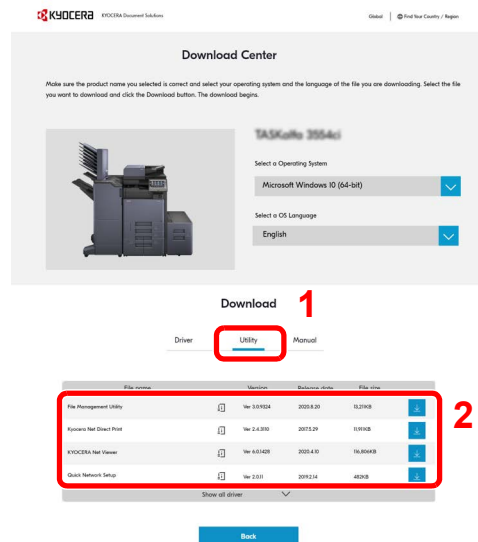 KYOCERA KYOCERA Document Solutions
Global Find Your Country / Region
Download Center
Make sure the product name you selected is correct and select your operating system and the language of the file you are downloading. Select the file
you want to download and click the Download button. The download begins.
TASKalfa 3554ci
Select a Operating System
Microsoft Windows 10 (64-bit)
Select a OS Language
English
Download
1
Driver Utility Manual
File name Version Release date File size
File Management Utility Ver 3.0.9324 2020.8.20 13,211KB
Kyocera Net Direct Print Ver 2.4.3110 2017.5.29 11,911KB
KYOCERA Net Viewer Ver 6.0.1428 2020.4.10 116,806KB
Quick Network Setup Ver 2.0.11 2019.2.14 482KB
2
Show all driver
Back